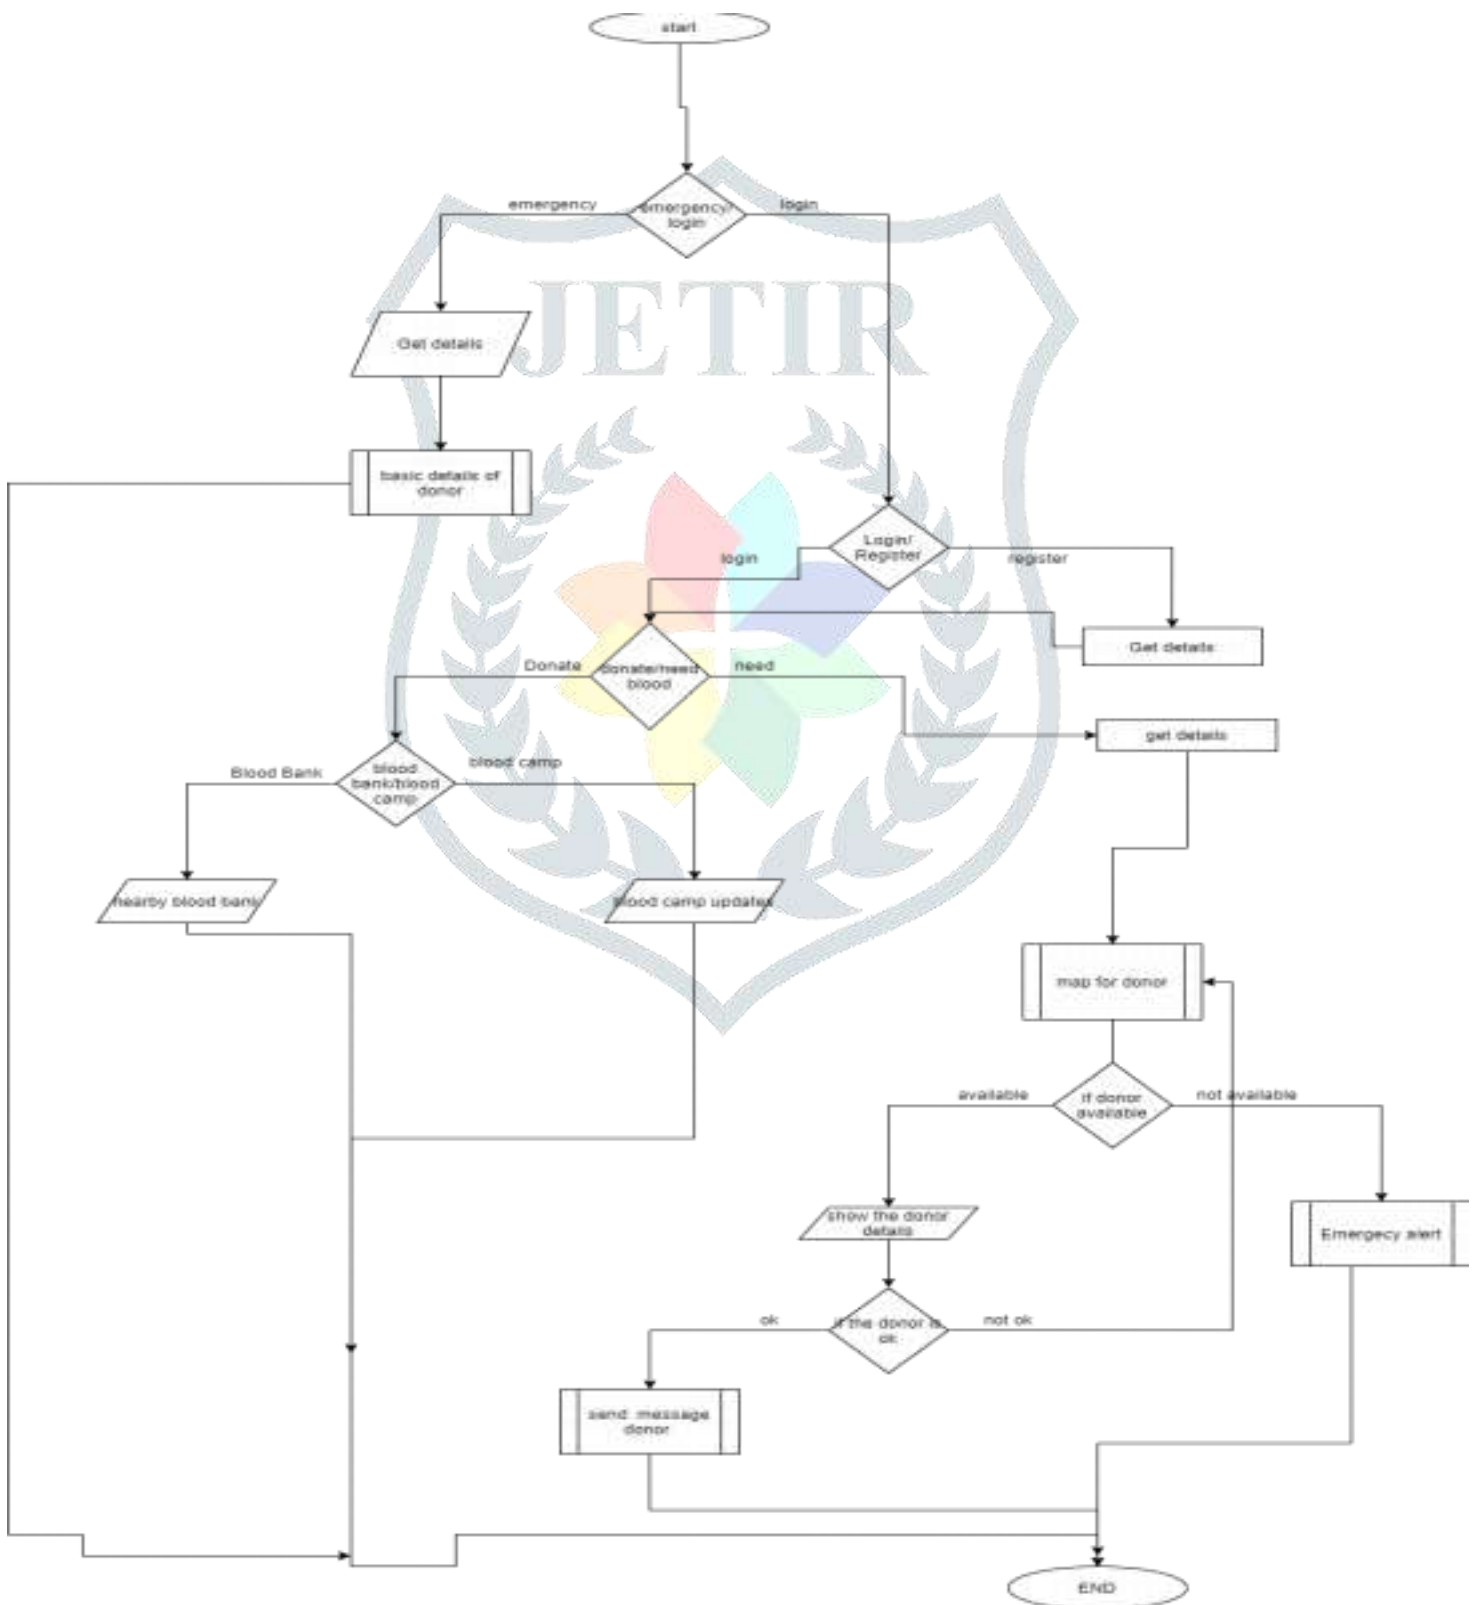 start
emergency
emergency/
login
login
JETIR
Get details
basic details of
donor
Login/
Register
login
register
Get details
Donate
donate/need
blood
need
get details
Blood Bank
blood
bank/blood
camp
blood camp
nearby blood bank
blood camp updates
map for donor
available
if donor
available
not available
show the donor
details
Emergecy alert
ok
if the donor is
ok
not ok
send message
donor
END